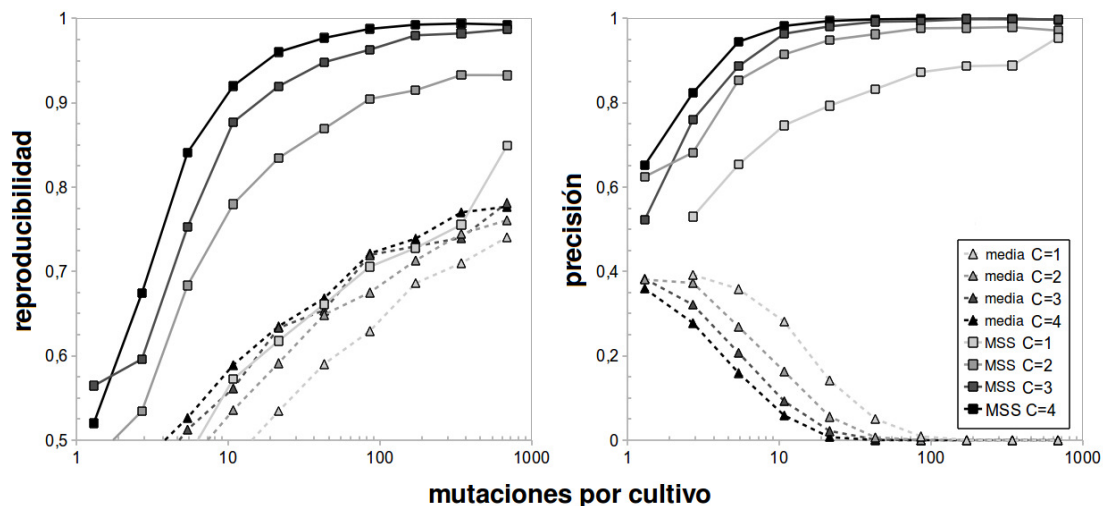 reproducibilidad
1
0,9
0,8
0,7
0,6
0,5
1
10
100
1000
precisión
1
0,8
0,6
0,4
0,2
0
1
10
100
1000
media C=1
media C=2
media C=3
media C=4
MSS C=1
MSS C=2
MSS C=3
MSS C=4
mutaciones por cultivo